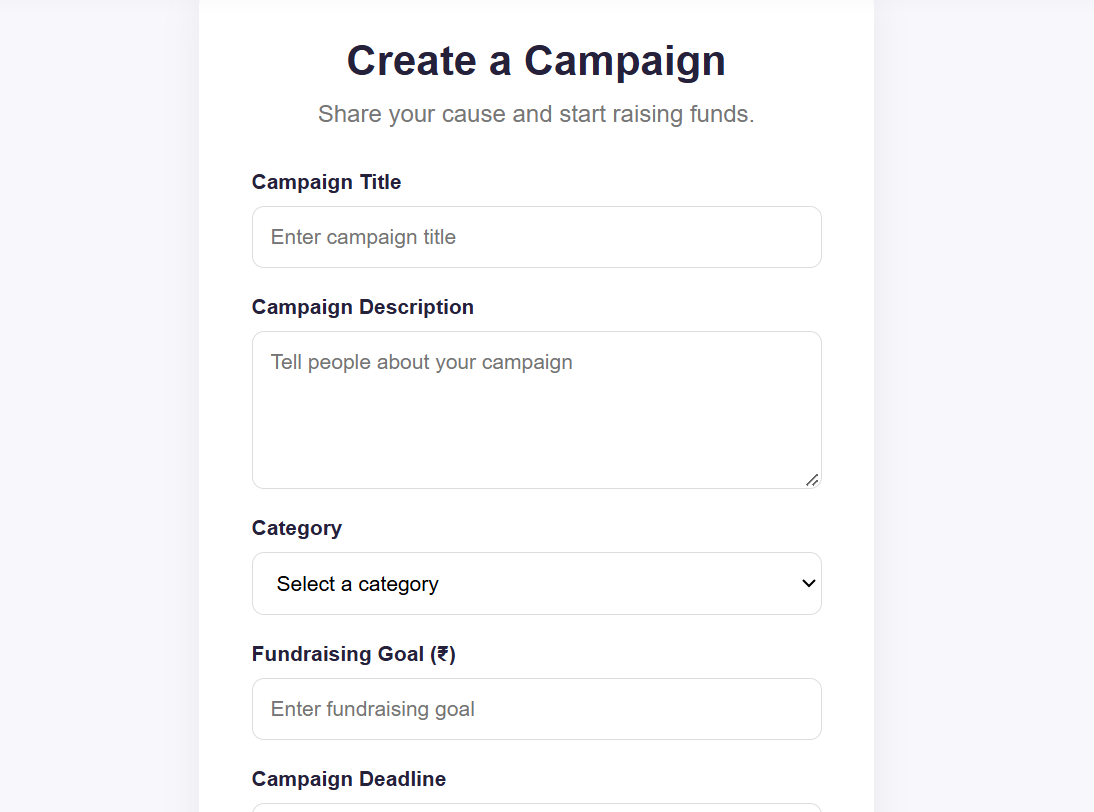 Create a Campaign
Share your cause and start raising funds.
Campaign Title
Enter campaign title
Campaign Description
Tell people about your campaign
Category
Select a category
Fundraising Goal (₹)
Enter fundraising goal
Campaign Deadline